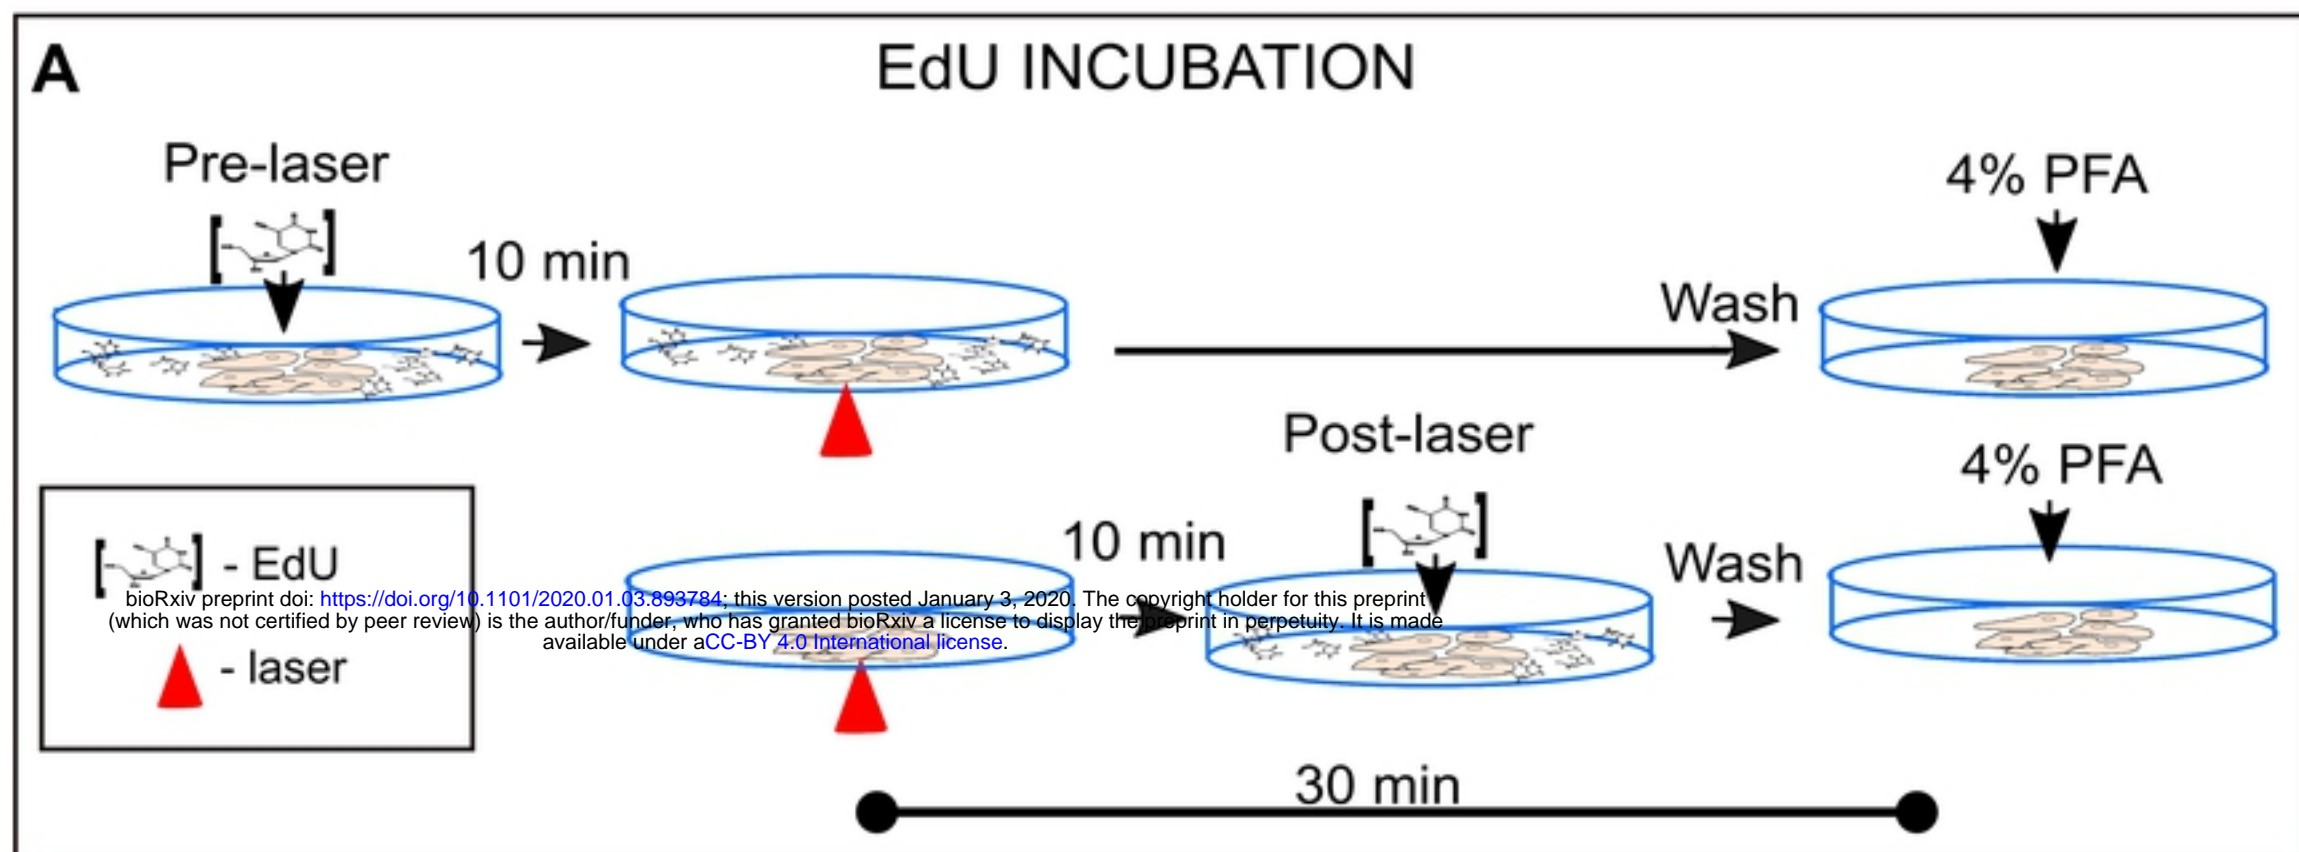 A
EdU INCUBATION
Pre-laser
10 min
Wash
4% PFA
Post-laser
10 min
Wash
4% PFA
- EdU
- laser
bioRxiv preprint doi: https://doi.org/10.1101/2020.01.03.893784; this version posted January 3, 2020. The copyright holder for this preprint
(which was not certified by peer review) is the author/funder, who has granted bioRxiv a license to display the preprint in perpetuity. It is made
available under aCC-BY 4.0 International license.
30 min